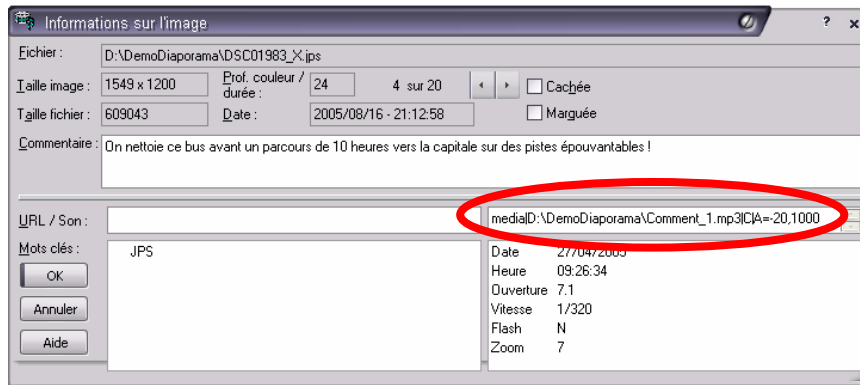 Informations sur l'image ? x
Fichier : D:\DemoDiaporama\DSC01983_X.jps
Taille image : 1549 x 1200 Prof. couleur / durée : 24 4 sur 20 Cachée
Taille fichier : 609043 Date : 2005/08/16 - 21:12:58 Marquée
Commentaire : On nettoie ce bus avant un parcours de 10 heures vers la capitale sur des pistes épouvantables !
URL / Son : media|D:\DemoDiaporama\Comment_1.mp3|C|A=-20,1000
Mots clés : JPS
OK
Annuler
Aide
Date 27/04/2005
Heure 09:26:34
Ouverture 7.1
Vitesse 1/320
Flash N
Zoom 7